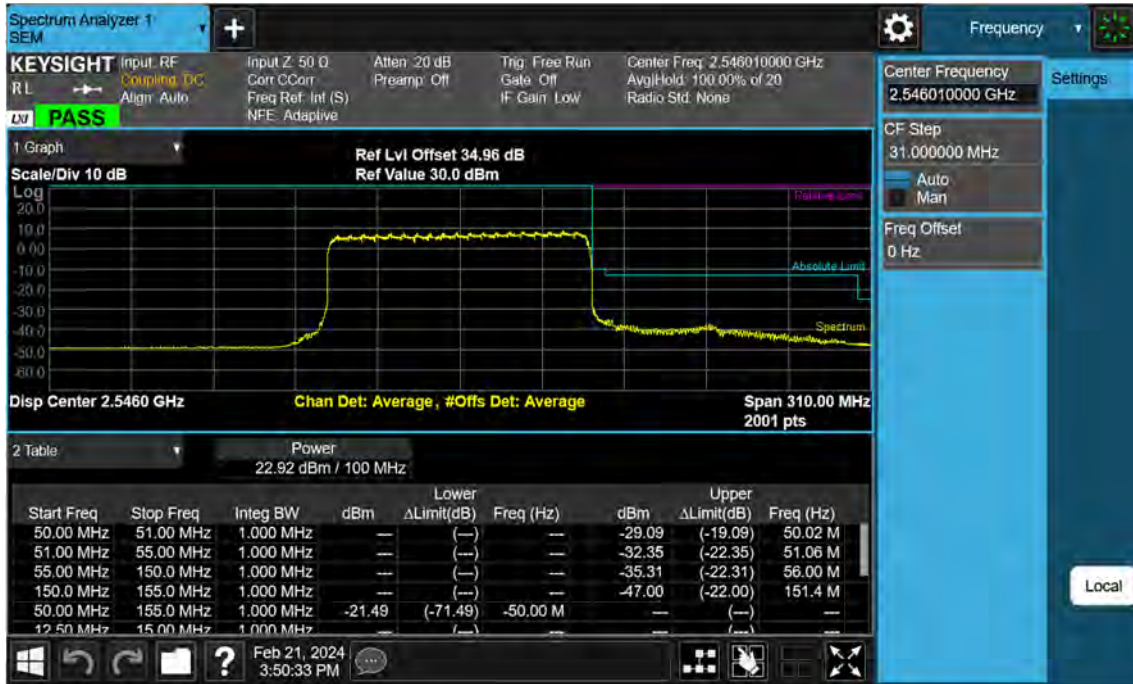 Spectrum Analyzer 1
SEM
+
Frequency
KEYSIGHT
RL
LXI PASS
Input: RF
Coupling: DC
Align: Auto
Input Z: 50 Ω
Corr CCorr
Freq Ref: Int (S)
NFE: Adaptive
Atten: 20 dB
Preamp: Off
Trig: Free Run
Gate: Off
IF Gain: Low
Center Freq: 2.546010000 GHz
Avg|Hold: 100.00% of 20
Radio Std: None
Center Frequency
2.546010000 GHz
Settings
CF Step
31.000000 MHz
Auto
Man
Freq Offset
0 Hz
1 Graph
Scale/Div 10 dB
Ref Lvl Offset 34.96 dB
Ref Value 30.0 dBm
Log
20.0
10.0
0.00
-10.0
-20.0
-30.0
-40.0
-50.0
-60.0
Relative Limit
Absolute Limit
Spectrum
Disp Center 2.5460 GHz
Chan Det: Average, #Offs Det: Average
Span 310.00 MHz
2001 pts
2 Table
Power
22.92 dBm / 100 MHz
Lower Upper
Start Freq Stop Freq Integ BW dBm ΔLimit(dB) Freq (Hz) dBm ΔLimit(dB) Freq (Hz)
50.00 MHz 51.00 MHz 1.000 MHz --- (---) --- -29.09 (-19.09) 50.02 M
51.00 MHz 55.00 MHz 1.000 MHz --- (---) --- -32.35 (-22.35) 51.06 M
55.00 MHz 150.0 MHz 1.000 MHz --- (---) --- -35.31 (-22.31) 56.00 M
150.0 MHz 155.0 MHz 1.000 MHz --- (---) --- -47.00 (-22.00) 151.4 M
50.00 MHz 155.0 MHz 1.000 MHz -21.49 (-71.49) -50.00 M --- (---) ---
12.50 MHz 15.00 MHz 1.000 MHz --- (---) --- --- (---) ---
Local
?
Feb 21, 2024
3:50:33 PM